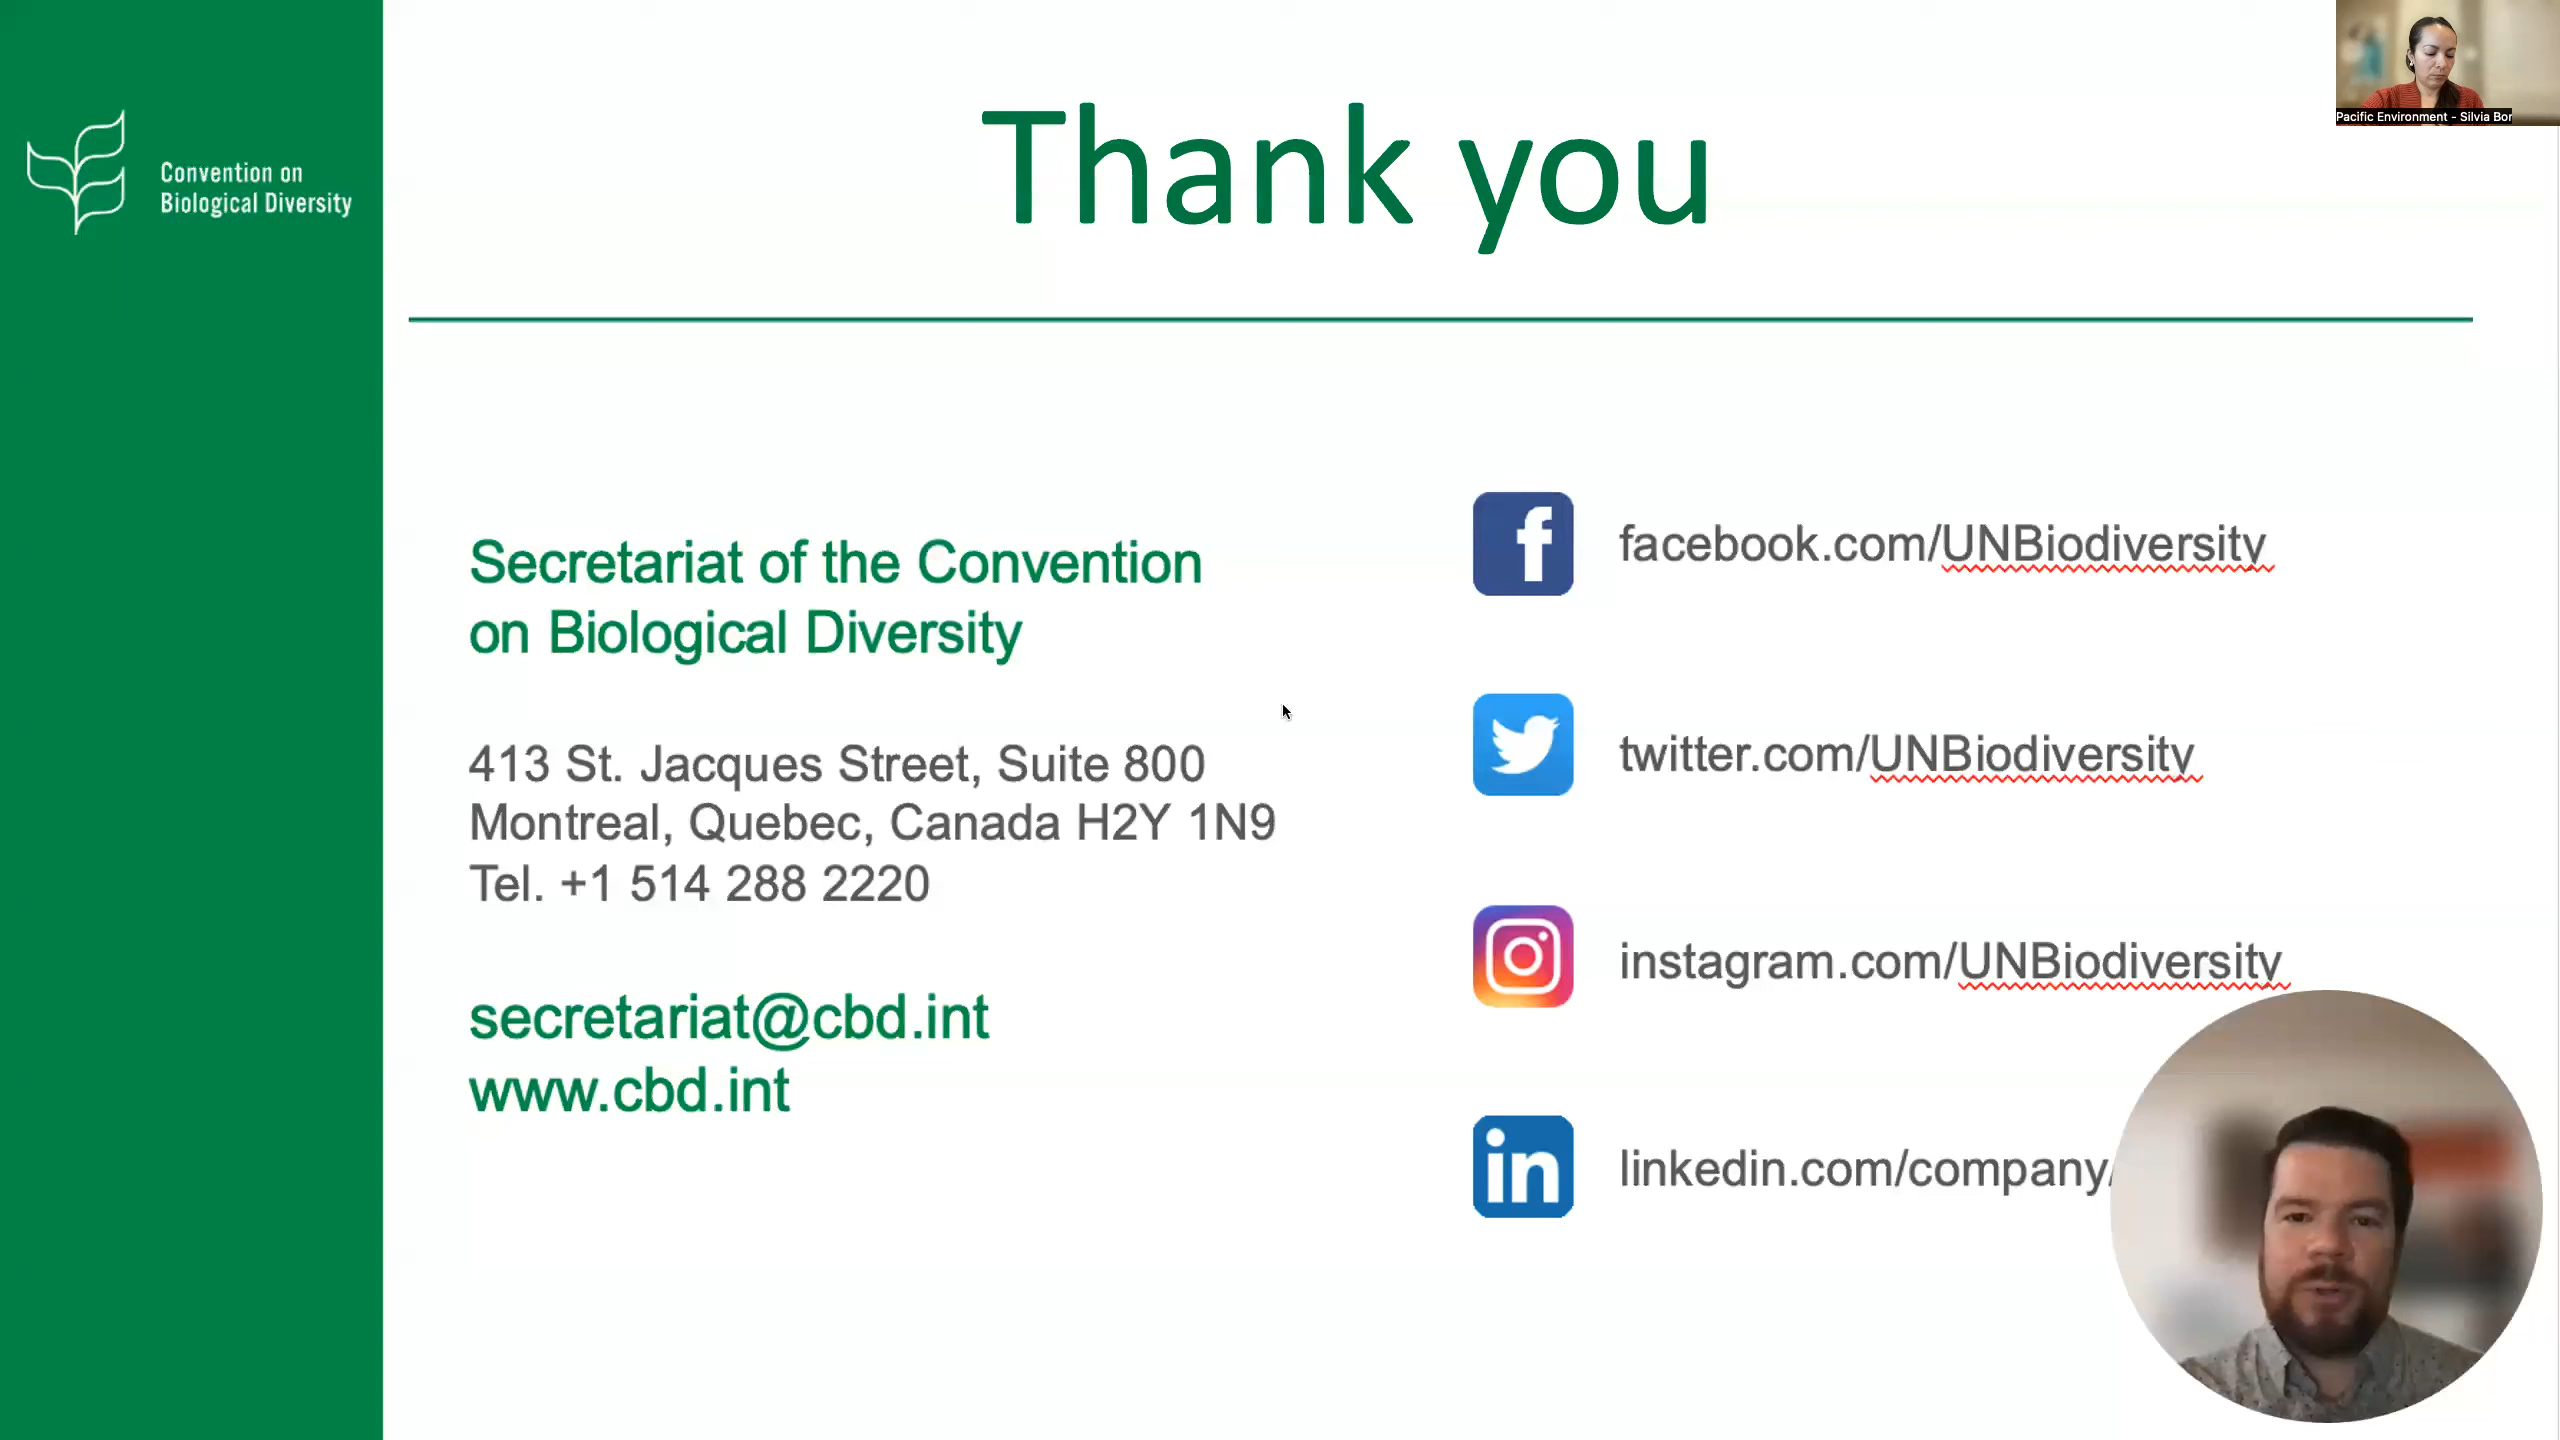 Convention on
Biological Diversity
Thank you
Pacific Environment - Silvia Bor
Secretariat of the Convention
on Biological Diversity
413 St. Jacques Street, Suite 800
Montreal, Quebec, Canada H2Y 1N9
Tel. +1 514 288 2220
secretariat@cbd.int
www.cbd.int
facebook.com/UNBiodiversity
twitter.com/UNBiodiversity
instagram.com/UNBiodiversity
linkedin.com/company/